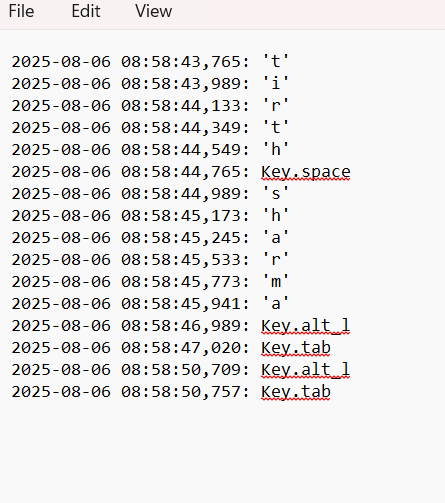 File Edit View
2025-08-06 08:58:43,765: 't'
2025-08-06 08:58:43,989: 'i'
2025-08-06 08:58:44,133: 'r'
2025-08-06 08:58:44,349: 't'
2025-08-06 08:58:44,549: 'h'
2025-08-06 08:58:44,765: Key.space
2025-08-06 08:58:44,989: 's'
2025-08-06 08:58:45,173: 'h'
2025-08-06 08:58:45,245: 'a'
2025-08-06 08:58:45,533: 'r'
2025-08-06 08:58:45,773: 'm'
2025-08-06 08:58:45,941: 'a'
2025-08-06 08:58:46,989: Key.alt_l
2025-08-06 08:58:47,020: Key.tab
2025-08-06 08:58:50,709: Key.alt_l
2025-08-06 08:58:50,757: Key.tab